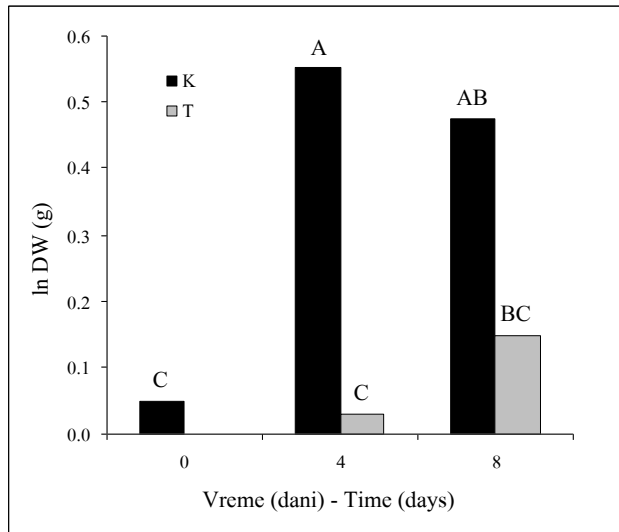 0.6
0.5
0.4
0.3
0.2
0.1
0.0
ln DW (g)
K
T
C
A
C
AB
BC
0 4 8
Vreme (dani) - Time (days)